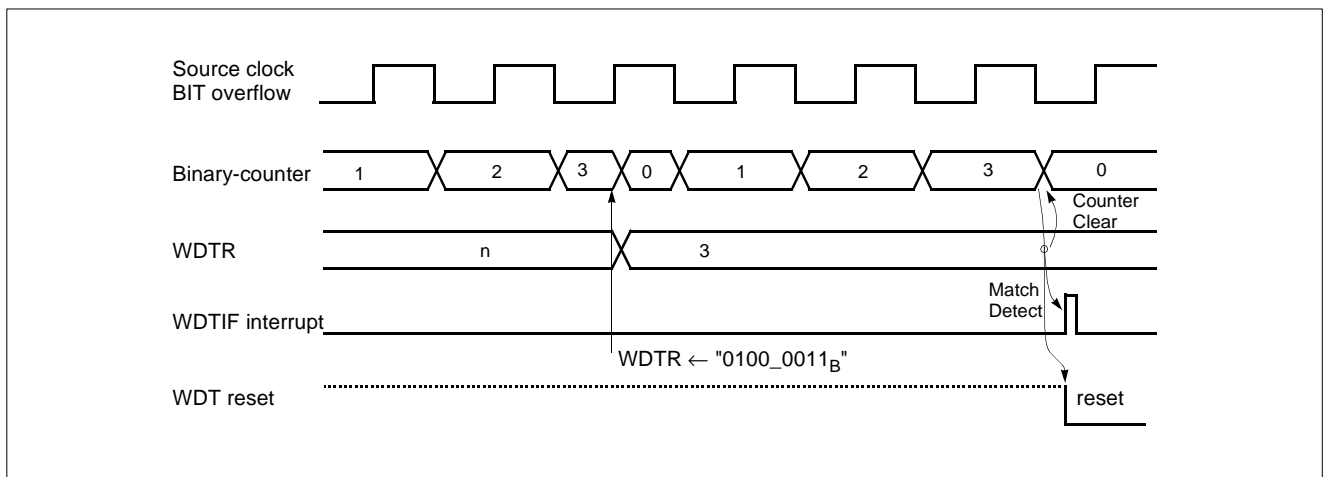 Source clock
BIT overflow
Binary-counter
1 2 3 0 1 2 3 0
Counter
Clear
WDTR
n 3
Match
Detect
WDTIF interrupt
WDTR ← "0100_0011B"
WDT reset
reset